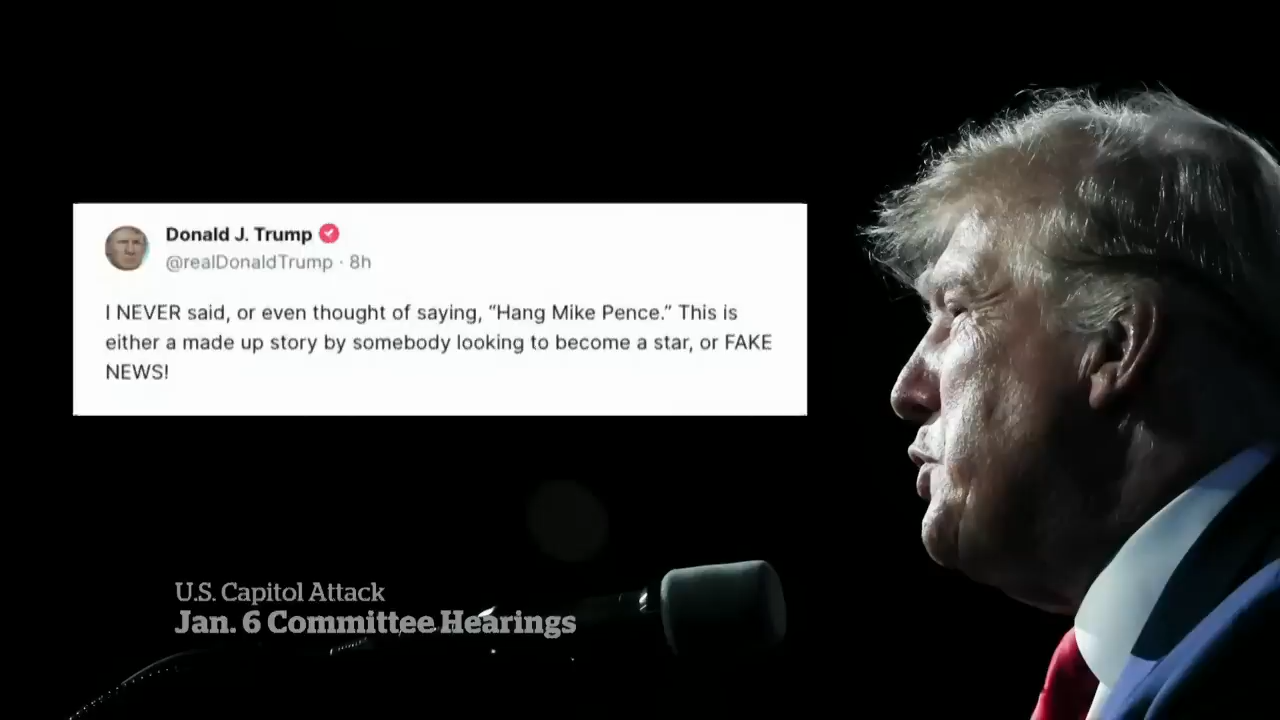 Donald J. Trump
@realDonaldTrump · 8h
I NEVER said, or even thought of saying, “Hang Mike Pence.” This is
either a made up story by somebody looking to become a star, or FAKE
NEWS!
U.S. Capitol Attack
Jan. 6 Committee Hearings